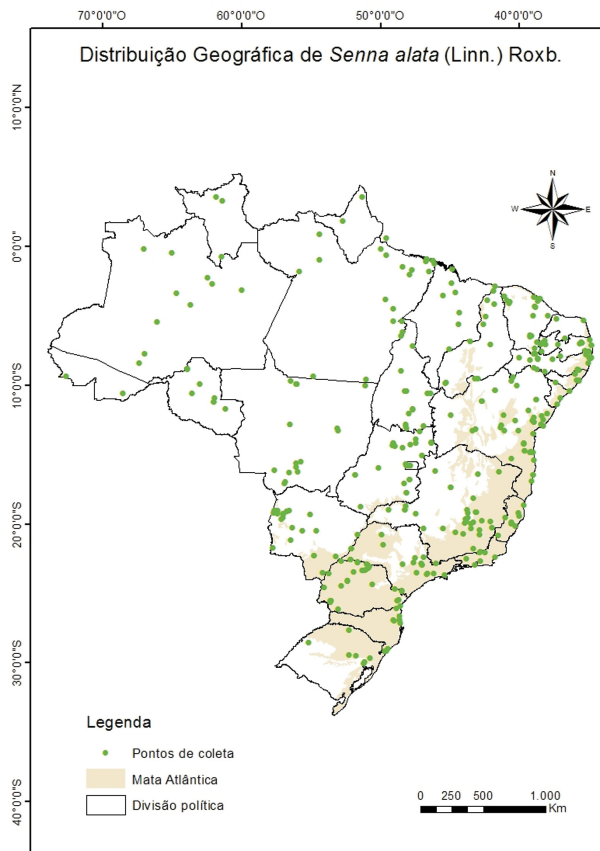 70°0'0"O 60°0'0"O 50°0'0"O 40°0'0"O
Distribuição Geográfica de Senna alata (Linn.) Roxb.
10°0'0"N
N
W E
S
0°0'0"
10°0'0"S
20°0'0"S
30°0'0"S
40°0'0"S
Legenda
Pontos de coleta
Mata Atlântica
Divisão política
0 250 500 1.000
Km